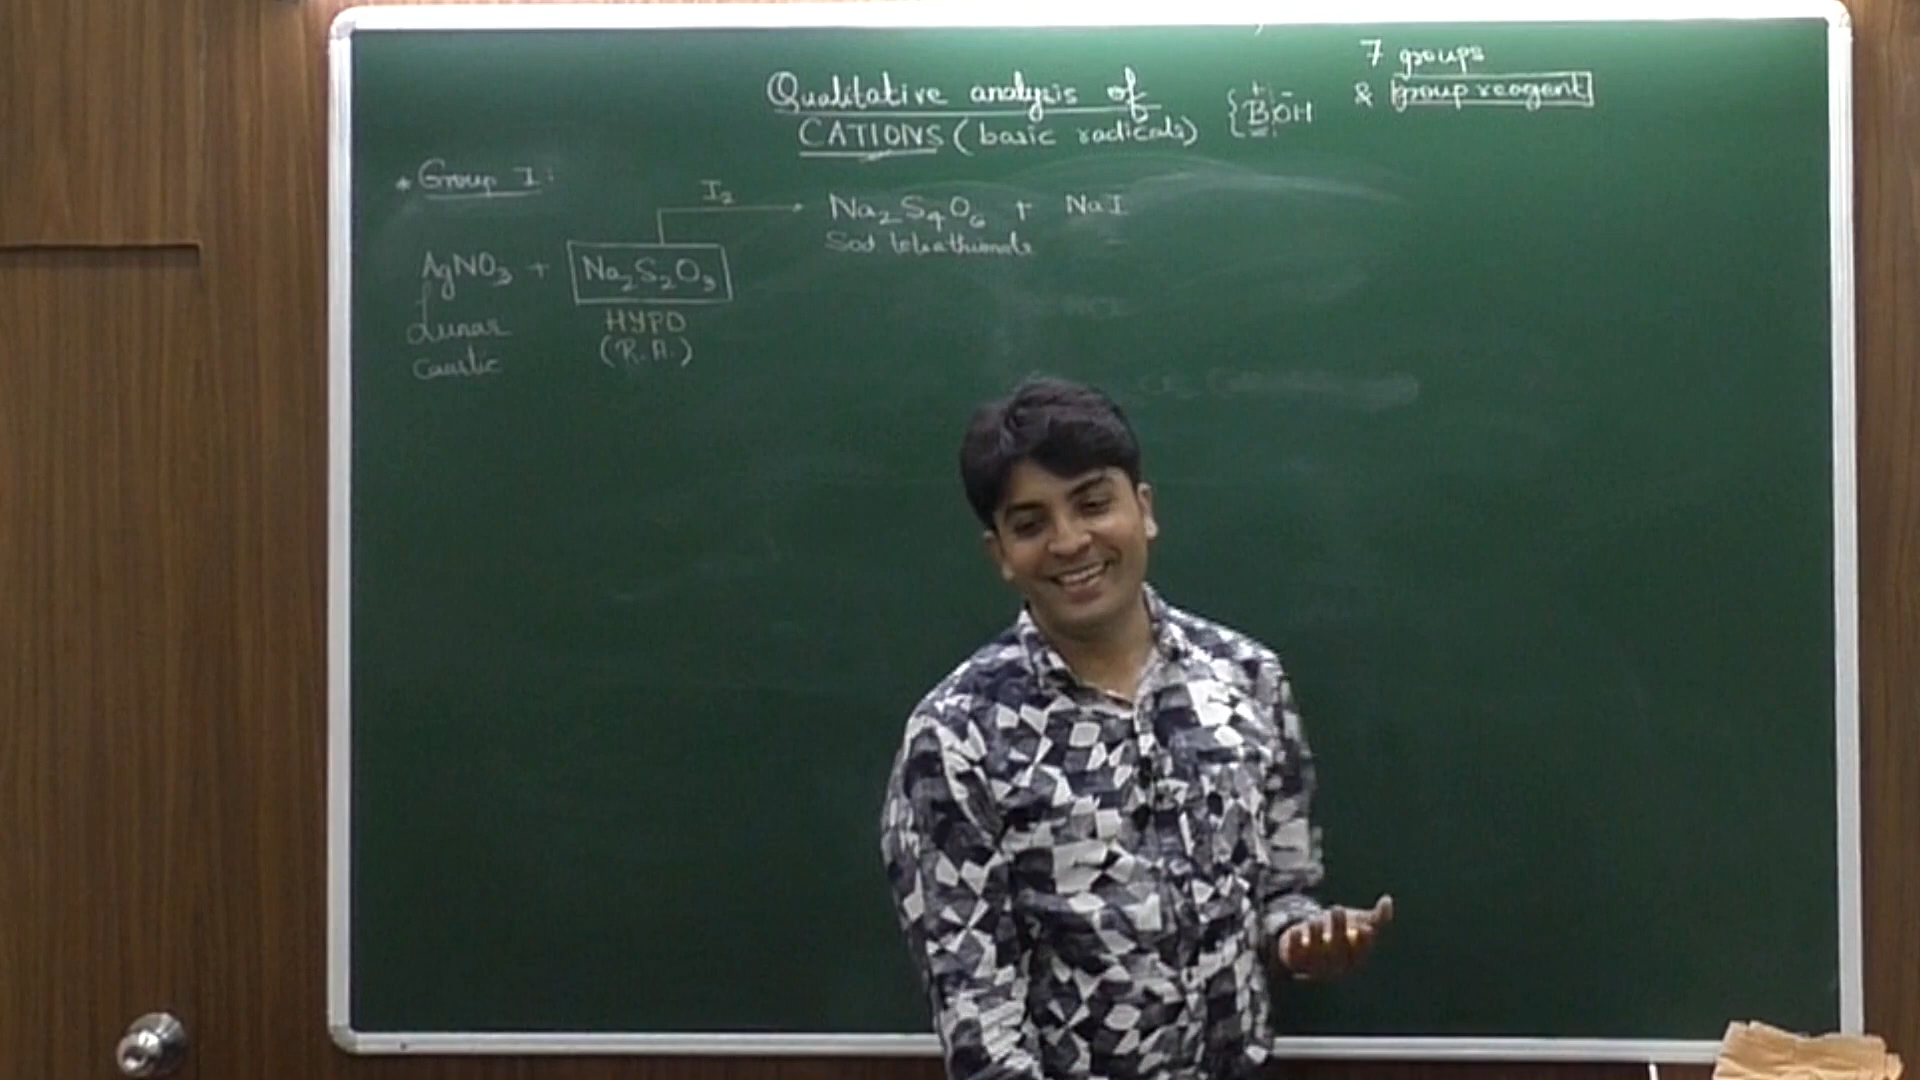 7 groups
& group reagent
Qualitative analysis of
CATIONS (basic radicals)
{B⁺OH⁻
* Group I:
I₂
Na₂S₄O₆ + NaI
Sod tetrathionate
AgNO₃ + Na₂S₂O₃
Lunar
caustic
HYPO
(R.A.)